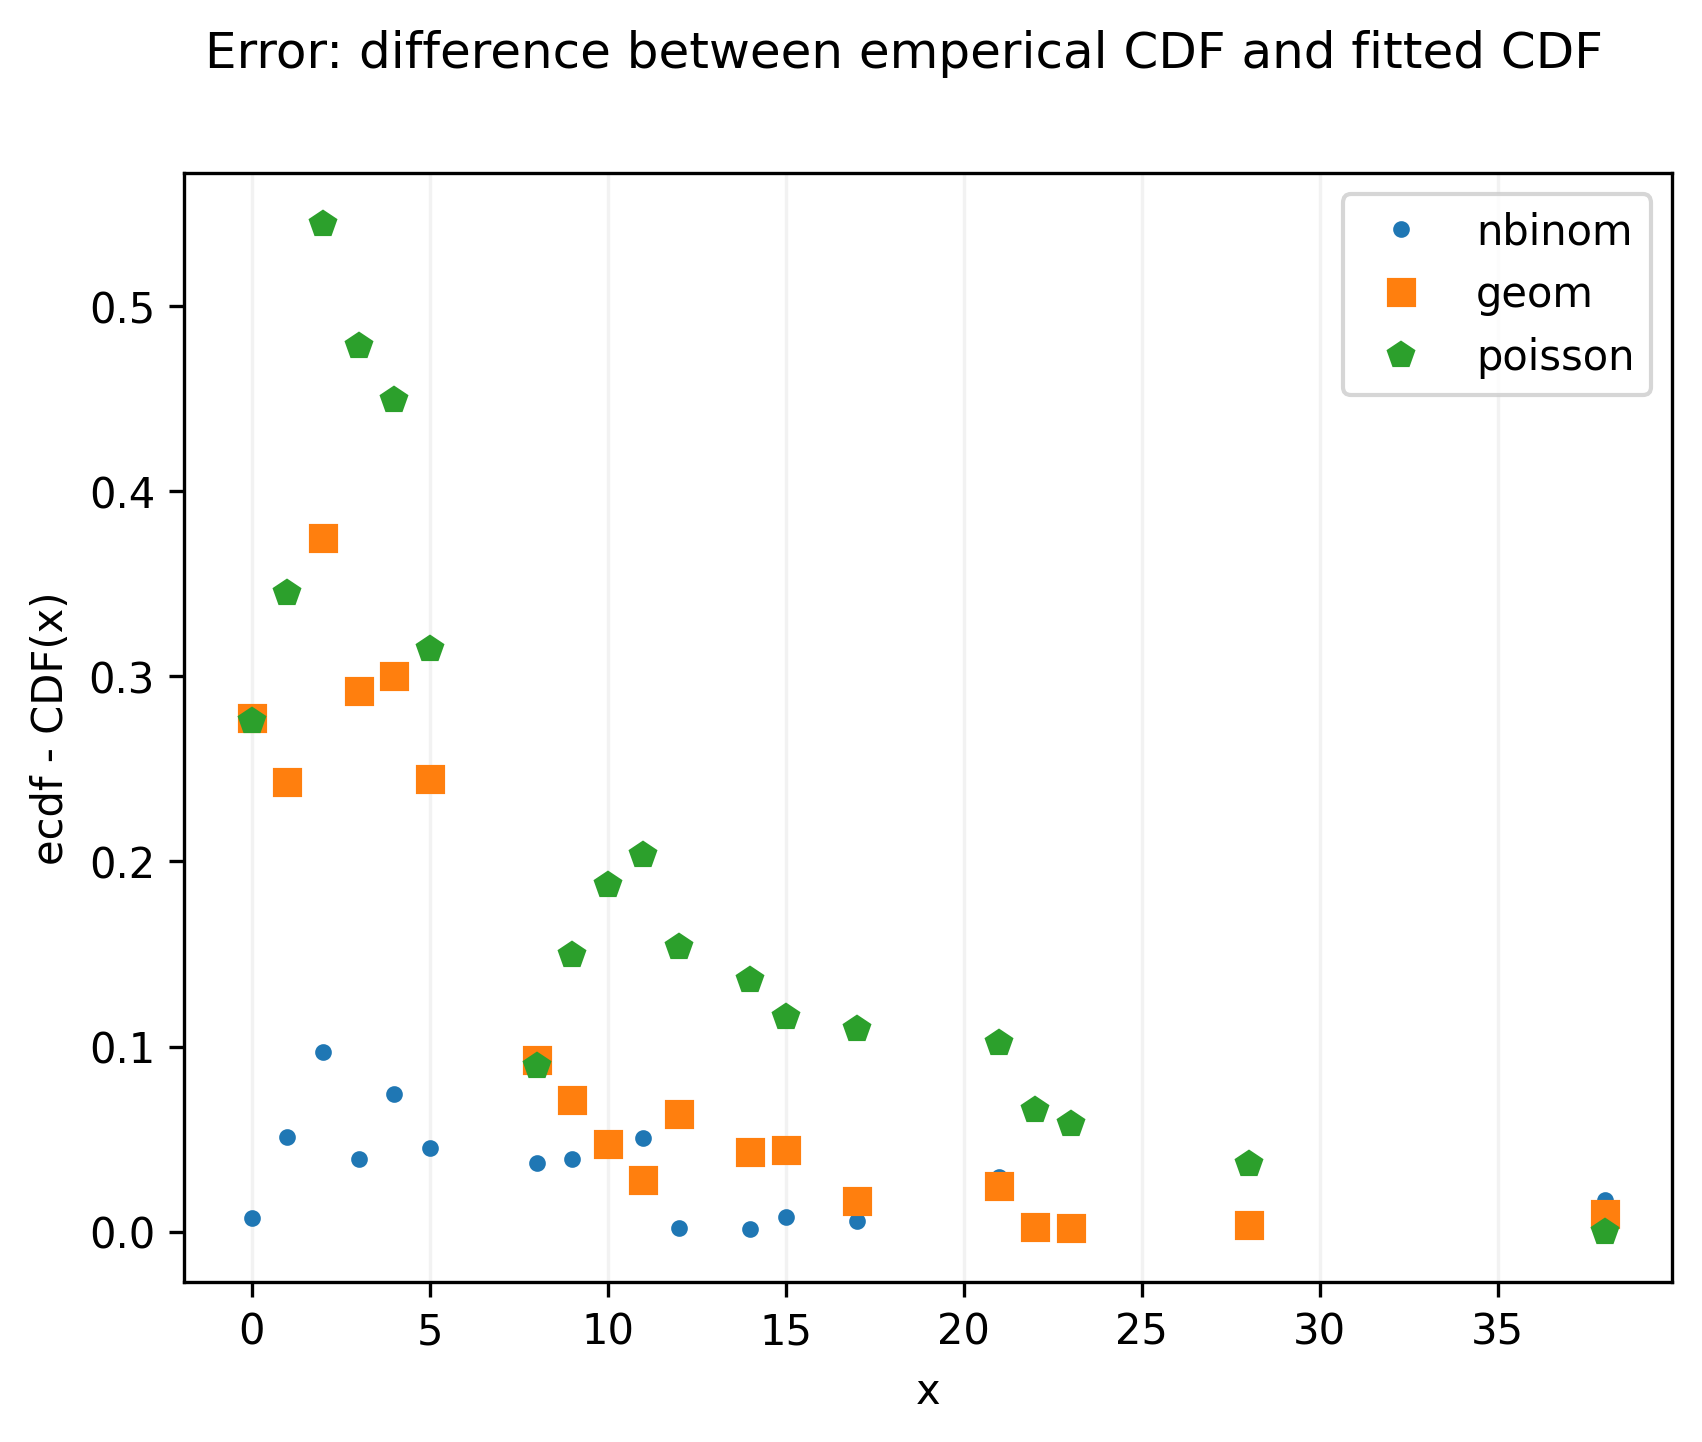 Error: difference between emperical CDF and fitted CDF
nbinom
geom
poisson
ecdf - CDF(x)
0.5
0.4
0.3
0.2
0.1
0.0
0 5 10 15 20 25 30 35
x